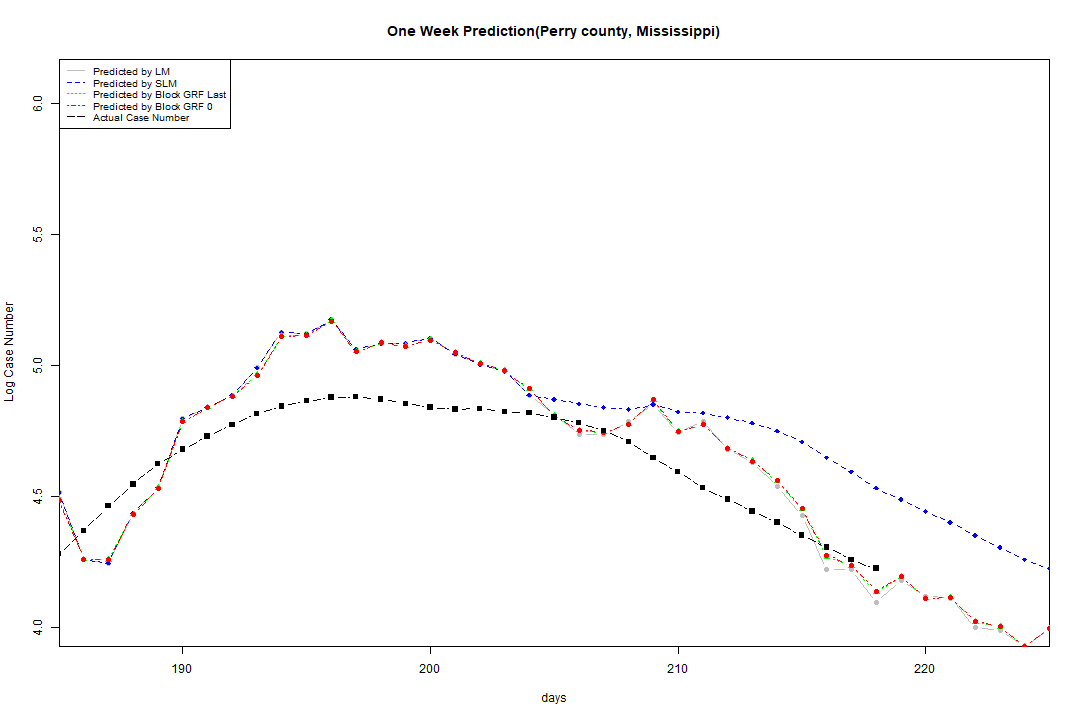 One Week Prediction(Perry county, Mississippi)
Predicted by LM
Predicted by SLM
Predicted by Block GRF Last
Predicted by Block GRF 0
Actual Case Number
6.0
5.5
5.0
4.5
4.0
Log Case Number
190 200 210 220
days